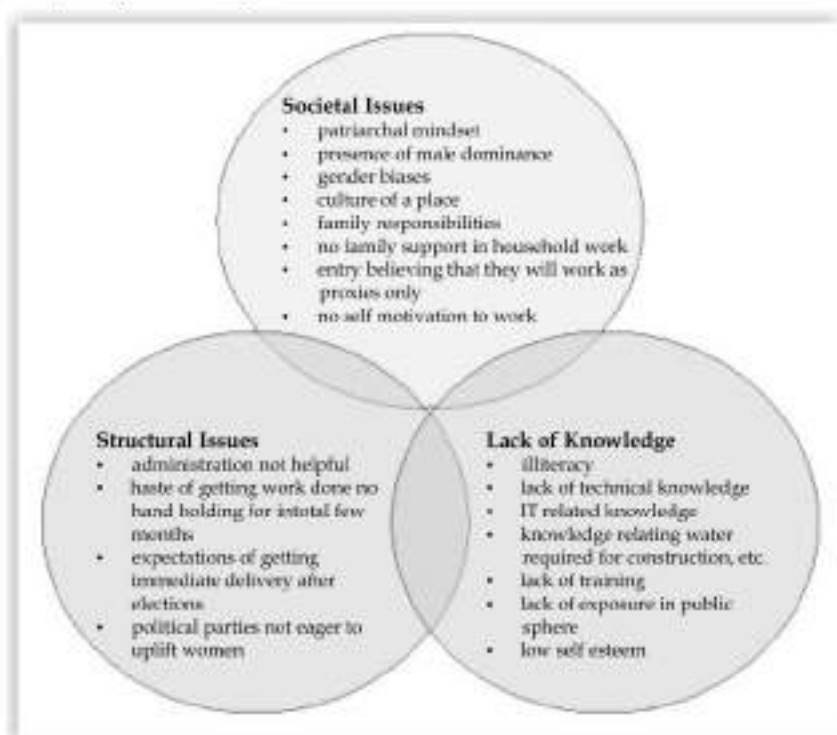 Societal Issues
• patriarchal mindset
• presence of male dominance
• gender biases
• culture of a place
• family responsibilities
• no family support in household work
• entry believing that they will work as
proxies only
• no self motivation to work
Structural Issues
• administration not helpful
• haste of getting work done no
hand holding for intotal few
months
• expectations of getting
immediate delivery after
elections
• political parties not eager to
uplift women
Lack of Knowledge
• illiteracy
• lack of technical knowledge
• IT related knowledge
• knowledge relating water
required for construction, etc.
• lack of training
• lack of exposure in public
sphere
• low self esteem